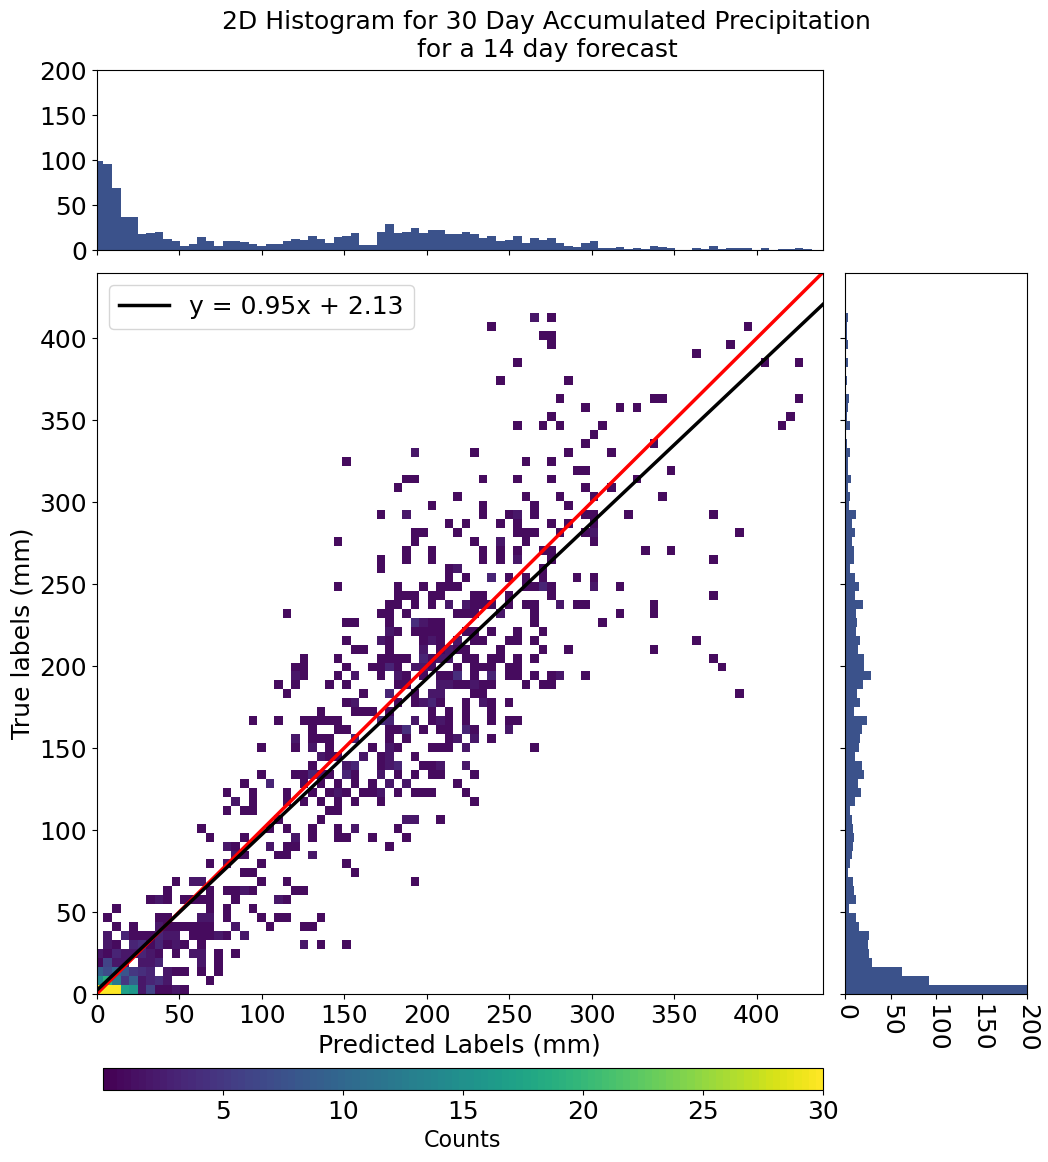 2D Histogram for 30 Day Accumulated Precipitation
for a 14 day forecast
200
150
100
50
0
y = 0.95x + 2.13
True labels (mm)
400
350
300
250
200
150
100
50
0
0 50 100 150 200 250 300 350 400
Predicted Labels (mm)
0 50 100 150 200
5 10 15 20 25 30
Counts